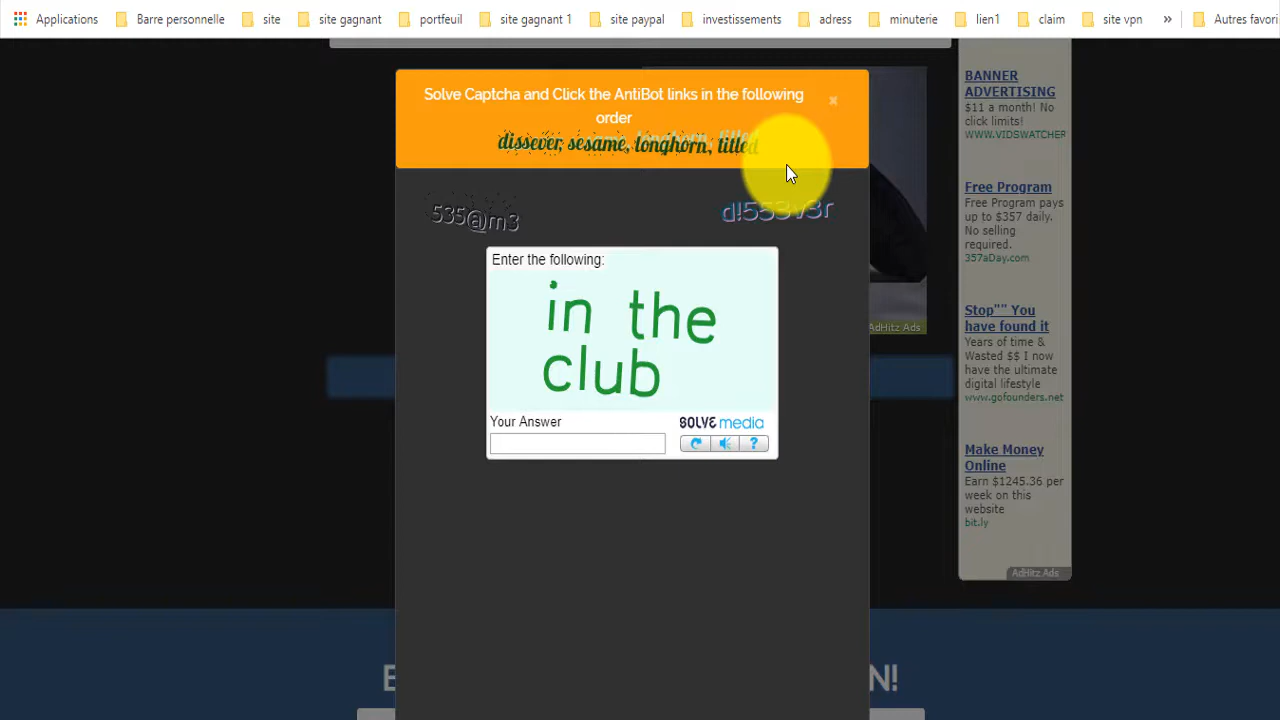 Applications Barre personnelle site site gagnant portfeuil site gagnant 1 site paypal investissements adress minuterie lien1 claim site vpn » Autres favori
Solve Captcha and Click the AntiBot links in the following
order
×
dissever, sesame, longhorn, titled
535@m3 d!553v3r
Enter the following:
in the
club
Your Answer
SOLVE media
?
BANNER
ADVERTISING
$11 a month! No
click limits!
WWW.VIDSWATCHER
Free Program
Free Program pays
up to $357 daily.
No selling
required.
357aDay.com
Stop"" You
have found it
Years of time &
Wasted $$ I now
have the ultimate
digital lifestyle
www.gofounders.net
Make Money
Online
Earn $1245.36 per
week on this
website
bit.ly
AdHitz Ads
AdHitz Ads
N!